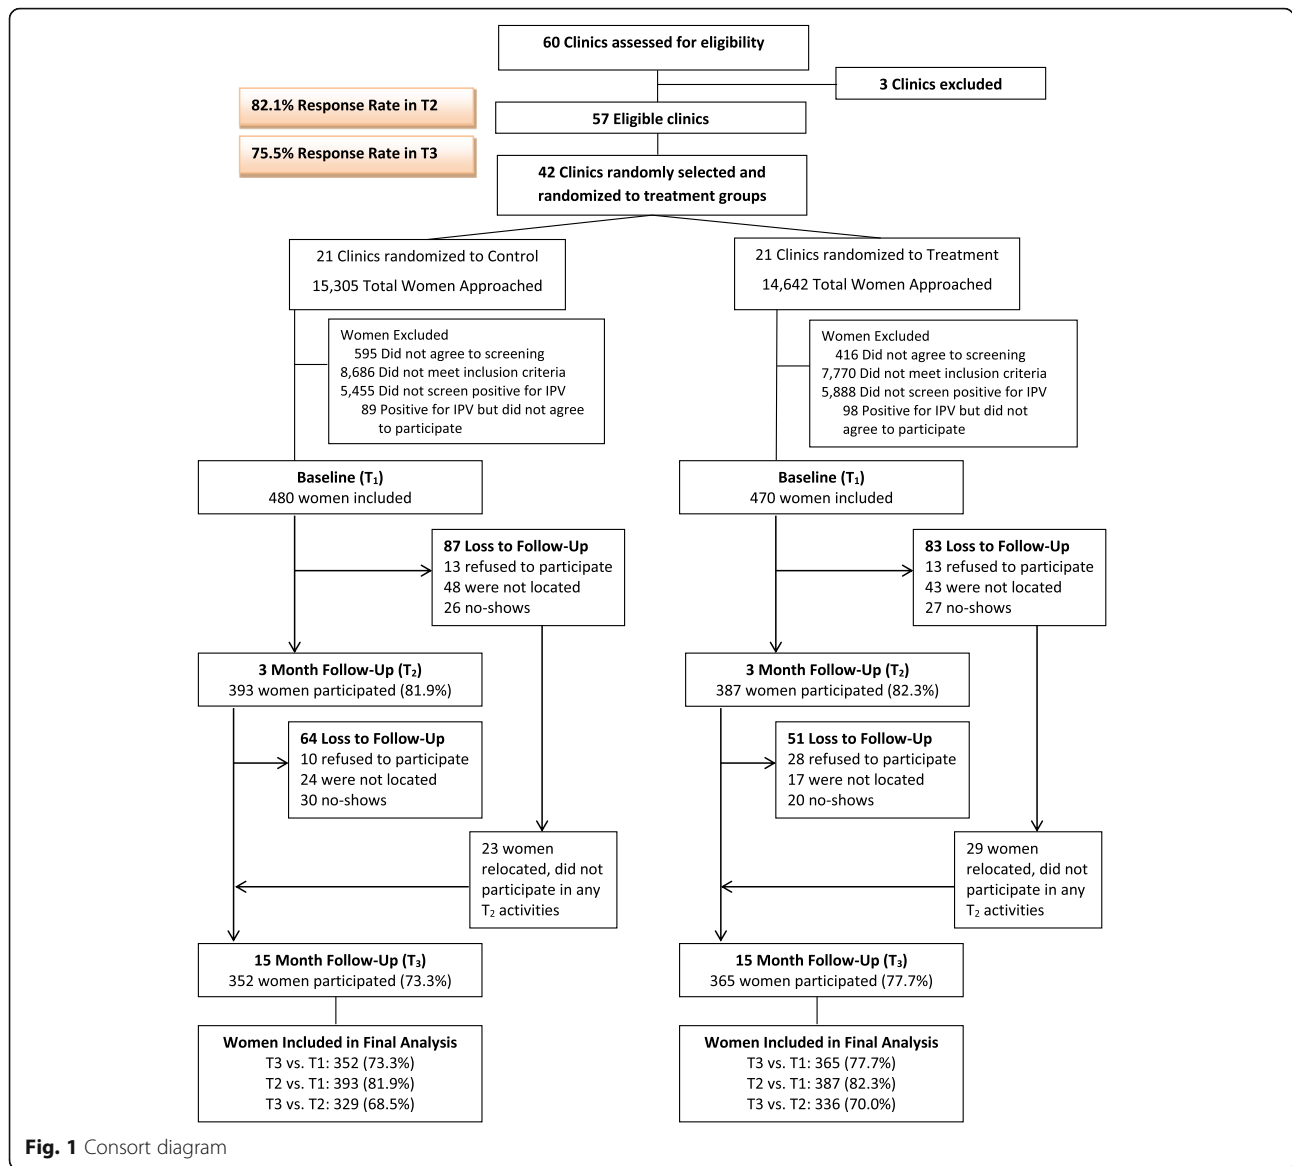 60 Clinics assessed for eligibility
3 Clinics excluded
82.1% Response Rate in T2
57 Eligible clinics
75.5% Response Rate in T3
42 Clinics randomly selected and
randomized to treatment groups
21 Clinics randomized to Control
15,305 Total Women Approached
21 Clinics randomized to Treatment
14,642 Total Women Approached
Women Excluded
595 Did not agree to screening
8,686 Did not meet inclusion criteria
5,455 Did not screen positive for IPV
89 Positive for IPV but did not agree
to participate
Women Excluded
416 Did not agree to screening
7,770 Did not meet inclusion criteria
5,888 Did not screen positive for IPV
98 Positive for IPV but did not
agree to participate
Baseline (T₁)
480 women included
Baseline (T₁)
470 women included
87 Loss to Follow-Up
13 refused to participate
48 were not located
26 no-shows
83 Loss to Follow-Up
13 refused to participate
43 were not located
27 no-shows
3 Month Follow-Up (T₂)
393 women participated (81.9%)
3 Month Follow-Up (T₂)
387 women participated (82.3%)
64 Loss to Follow-Up
10 refused to participate
24 were not located
30 no-shows
51 Loss to Follow-Up
28 refused to participate
17 were not located
20 no-shows
23 women
relocated, did not
participate in any
T₂ activities
29 women
relocated, did not
participate in any
T₂ activities
15 Month Follow-Up (T₃)
352 women participated (73.3%)
15 Month Follow-Up (T₃)
365 women participated (77.7%)
Women Included in Final Analysis
T3 vs. T1: 352 (73.3%)
T2 vs. T1: 393 (81.9%)
T3 vs. T2: 329 (68.5%)
Women Included in Final Analysis
T3 vs. T1: 365 (77.7%)
T2 vs. T1: 387 (82.3%)
T3 vs. T2: 336 (70.0%)
Fig. 1 Consort diagram